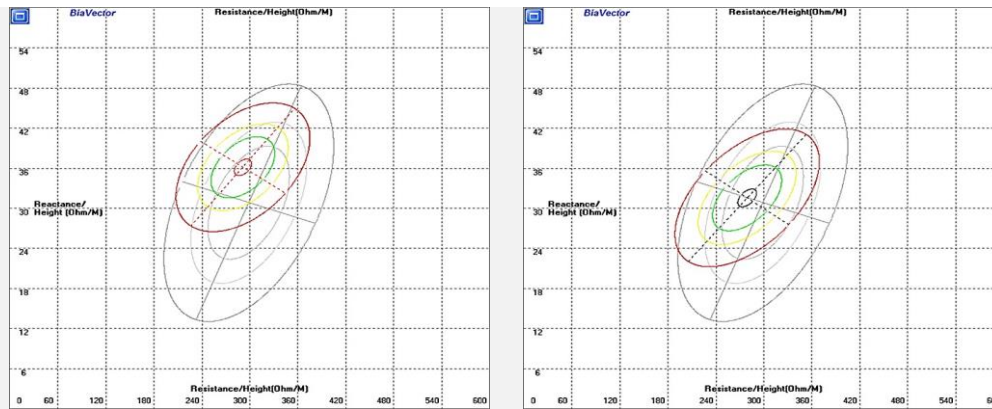 BiaVector
Resistance/Height(Ohm/M)
54
48
42
36
Reactance/
Height (Ohm/M)
30
24
18
12
6
Resistance/Height(Ohm/M)
0 60 120 180 240 300 360 420 480 540 600
BiaVector
Resistance/Height(Ohm/M)
54
48
42
36
Reactance/
Height (Ohm/M)
30
24
18
12
6
Resistance/Height(Ohm/M)
0 60 120 180 240 300 360 420 480 540 600